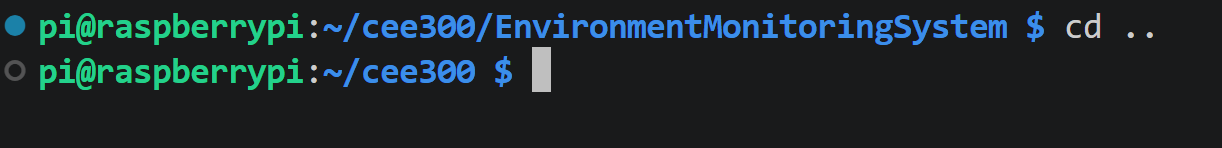 pi@raspberrypi:~/cee300/EnvironmentMonitoringSystem $ cd ..
pi@raspberrypi:~/cee300 $